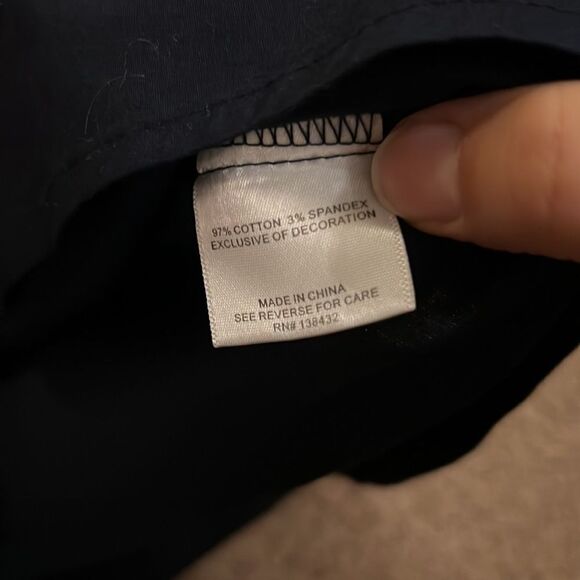 97% COTTON 3% SPANDEX
EXCLUSIVE OF DECORATION
MADE IN CHINA
SEE REVERSE FOR CARE
RN# 138432